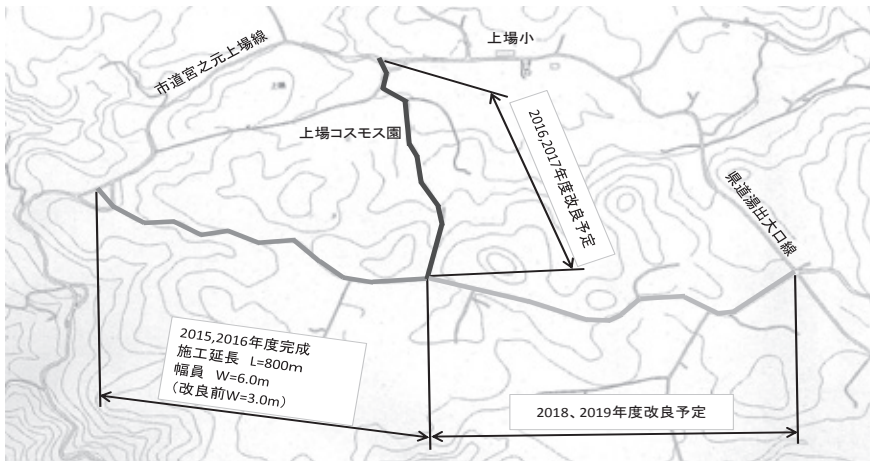 上場小
市道宮之元上場線
上場
上場コスモス園
2016,2017年度改良予定
県道湯出大口線
2015,2016年度完成
施工延長 L=800m
幅員 W=6.0m
(改良前W=3.0m)
2018、2019年度改良予定